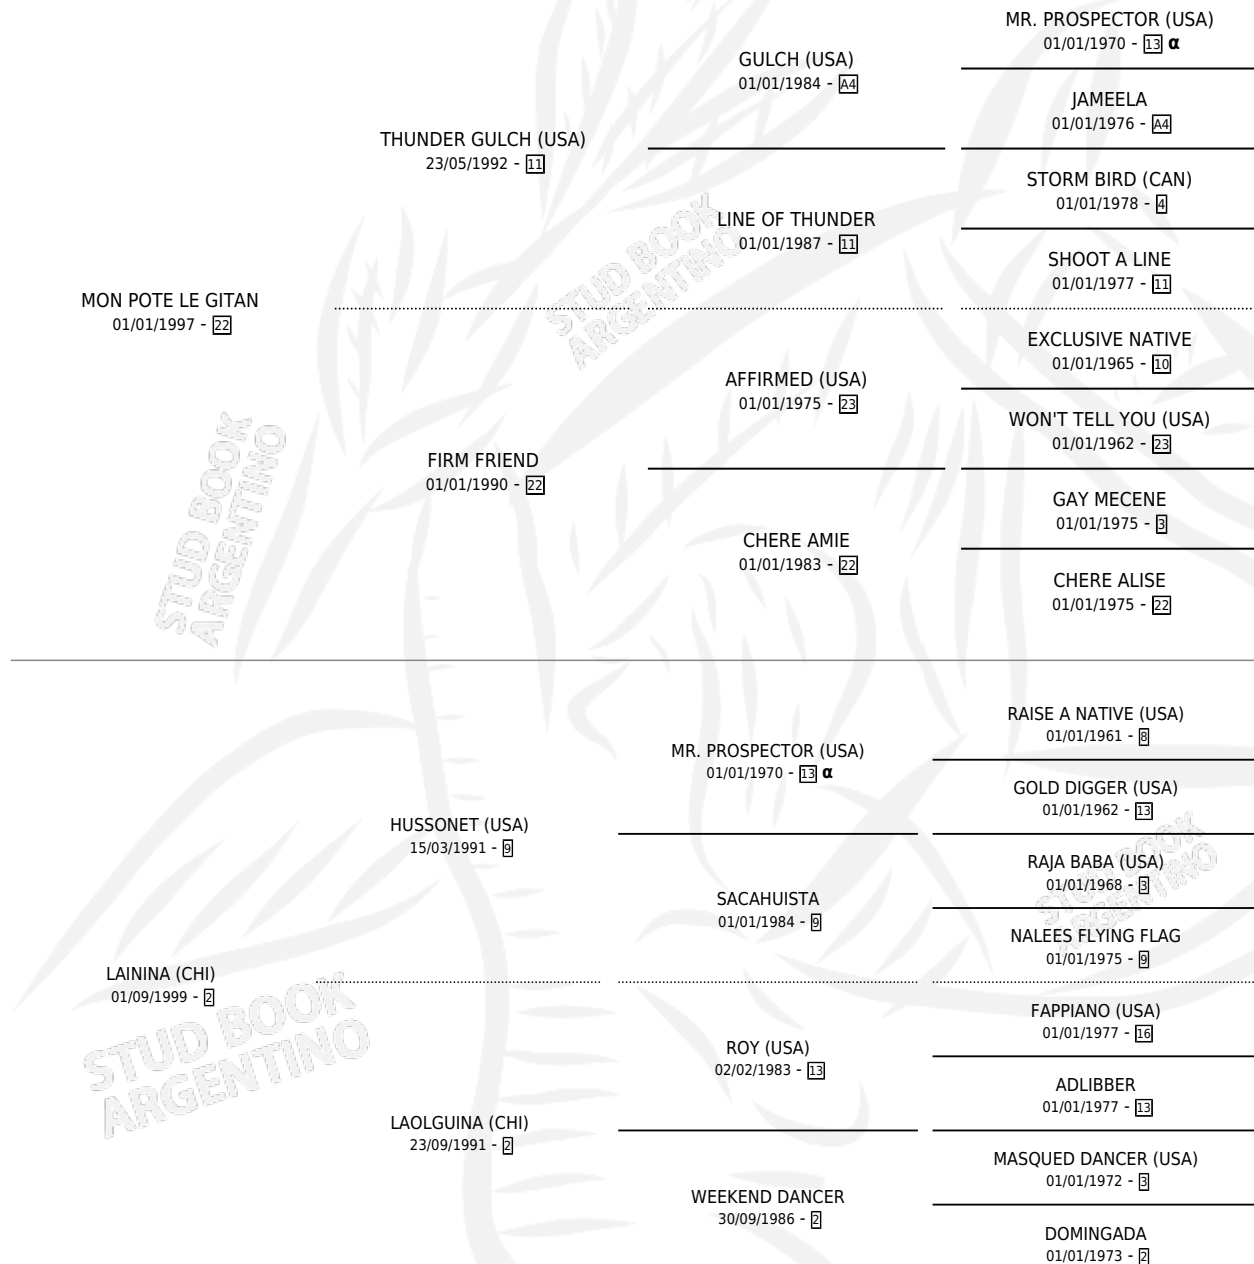 MR. PROSPECTOR (USA)
01/01/1970 - 13 α
GULCH (USA)
01/01/1984 - A4
JAMEELA
01/01/1976 - A4
THUNDER GULCH (USA)
23/05/1992 - 11
STORM BIRD (CAN)
01/01/1978 - 4
LINE OF THUNDER
01/01/1987 - 11
SHOOT A LINE
01/01/1977 - 11
MON POTE LE GITAN
01/01/1997 - 22
EXCLUSIVE NATIVE
01/01/1965 - 10
AFFIRMED (USA)
01/01/1975 - 23
WON'T TELL YOU (USA)
01/01/1962 - 23
FIRM FRIEND
01/01/1990 - 22
GAY MECENE
01/01/1975 - 3
CHERE AMIE
01/01/1983 - 22
CHERE ALISE
01/01/1975 - 22
STUD BOOK
ARGENTINO
STUD BOOK
ARGENTINO
RAISE A NATIVE (USA)
01/01/1961 - 8
MR. PROSPECTOR (USA)
01/01/1970 - 13 α
GOLD DIGGER (USA)
01/01/1962 - 13
HUSSONET (USA)
15/03/1991 - 9
RAJA BABA (USA)
01/01/1968 - 3
SACAHUISTA
01/01/1984 - 9
NALEES FLYING FLAG
01/01/1975 - 9
LAININA (CHI)
01/09/1999 - 2
FAPPIANO (USA)
01/01/1977 - 16
ROY (USA)
02/02/1983 - 13
ADLIBBER
01/01/1977 - 13
LAOLGUINA (CHI)
23/09/1991 - 2
MASQUED DANCER (USA)
01/01/1972 - 3
WEEKEND DANCER
30/09/1986 - 2
DOMINGADA
01/01/1973 - 2
STUD BOOK
ARGENTINO
STUD BOOK
ARGENTINO